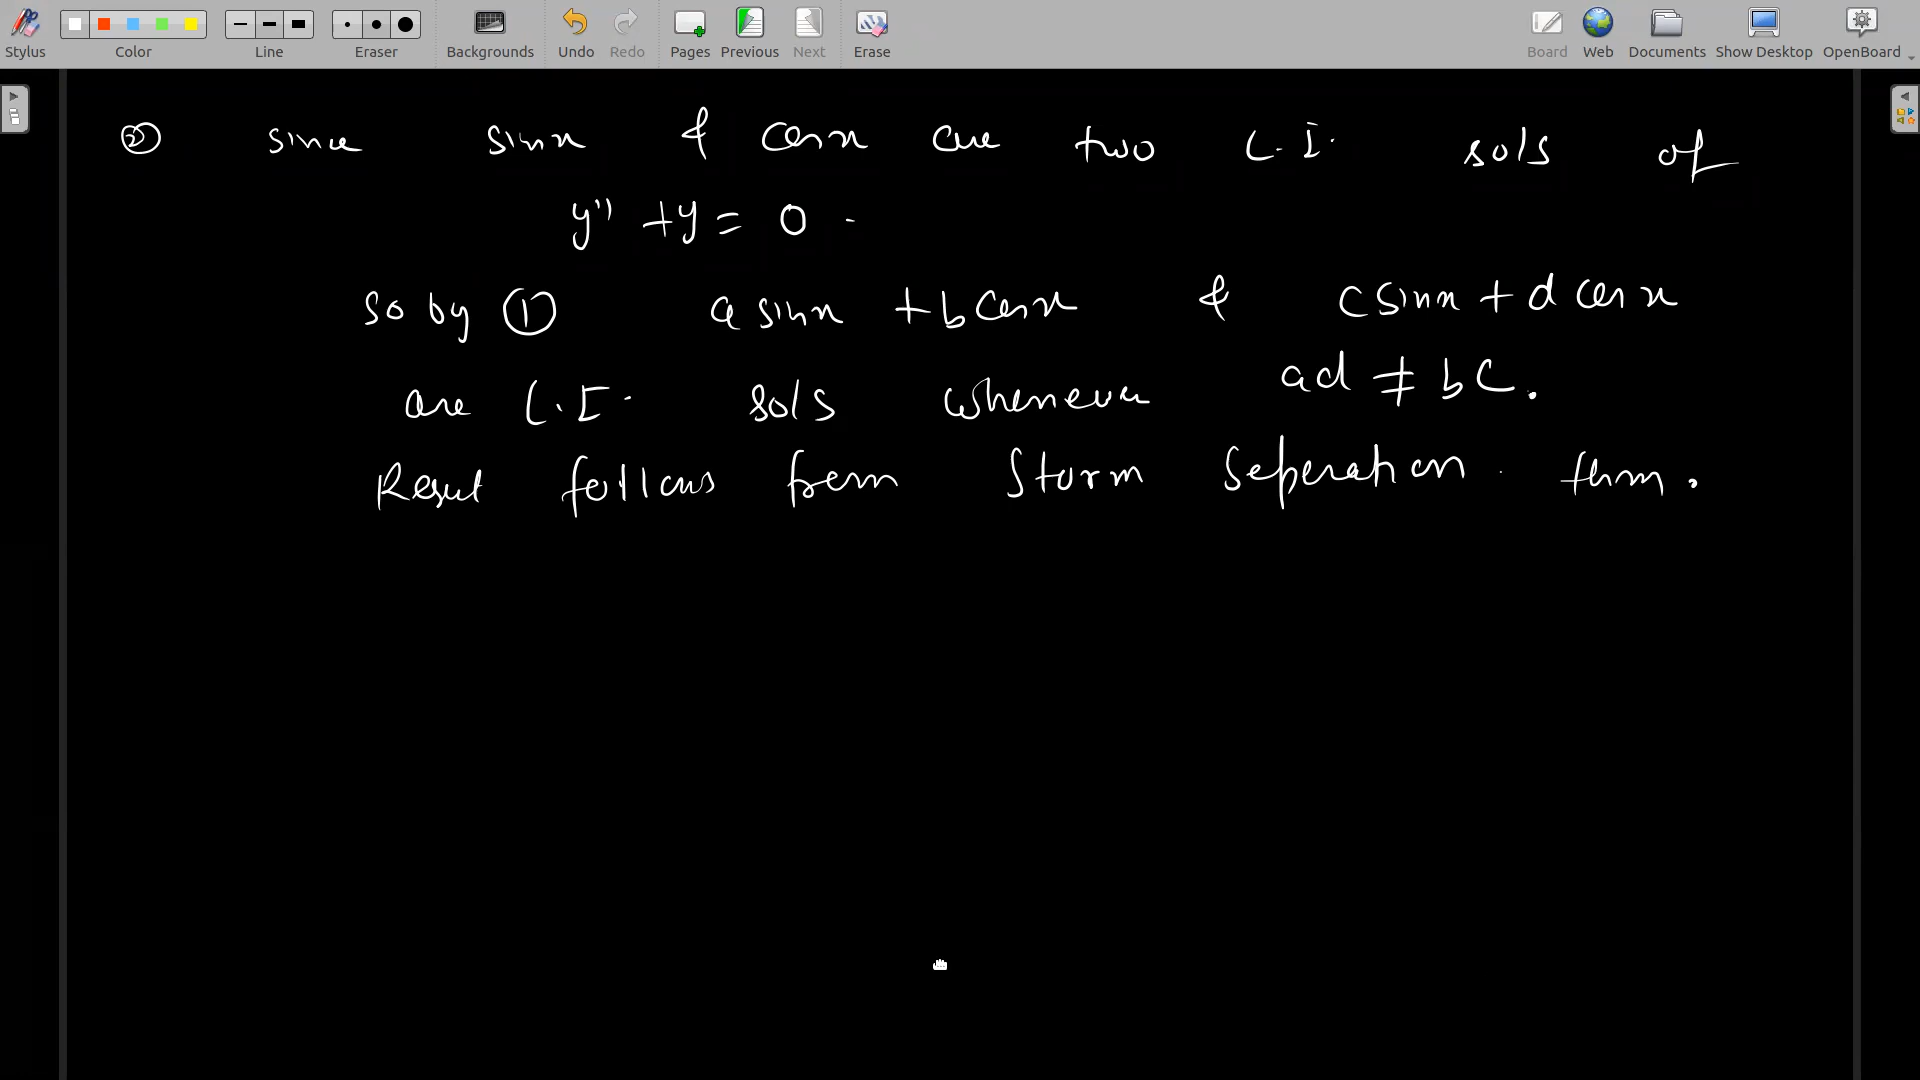 Stylus Color Line Eraser Backgrounds Undo Redo Pages Previous Next Erase Board Web Documents Show Desktop OpenBoard
② since sinx & cosx are two L.I. sols of
y'' + y = 0 .
so by ① a sinx + b cosx & c sinx + d cosx
are L.I. sols whenever ad ≠ bc.
Resul follows from Sturm Seperation thm.